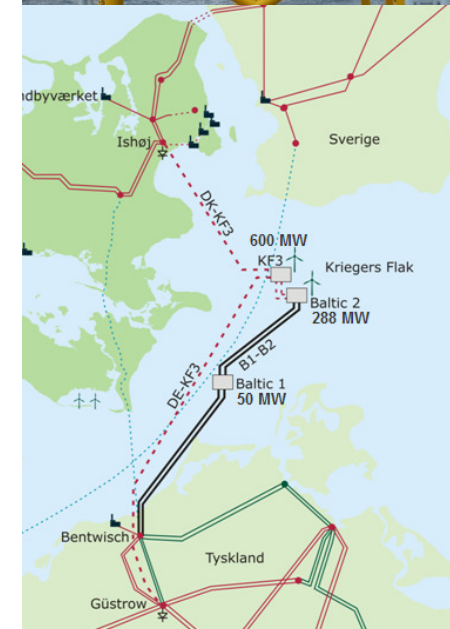 ndbyværket
Ishøj
Sverige
DK-KF3
600 MW
KF3
Kriegers Flak
Baltic 2
288 MW
B1-B2
DE-KF3
Baltic 1
50 MW
Bentwisch
Tyskland
Güstrow